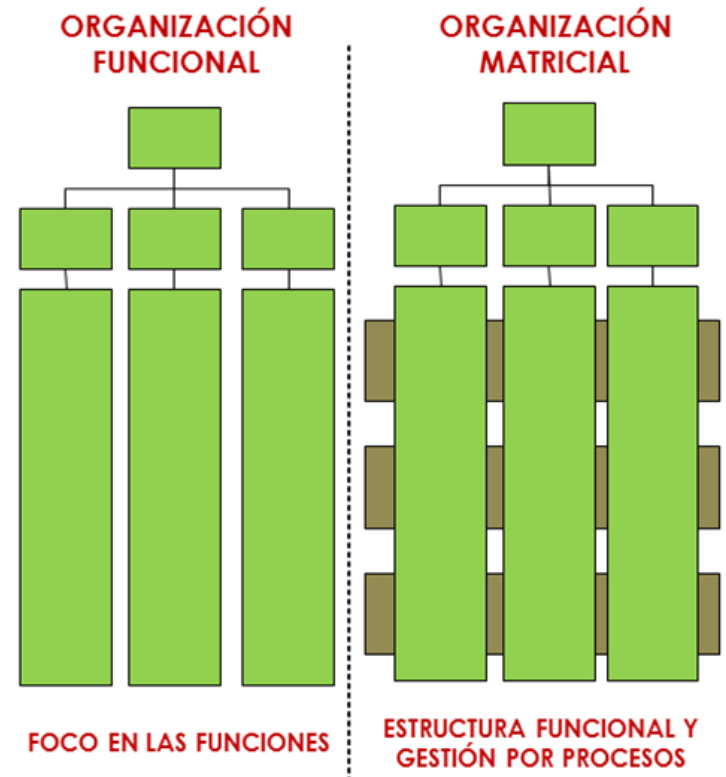 ORGANIZACIÓN
FUNCIONAL
ORGANIZACIÓN
MATRICIAL
FOCO EN LAS FUNCIONES
ESTRUCTURA FUNCIONAL Y
GESTIÓN POR PROCESOS